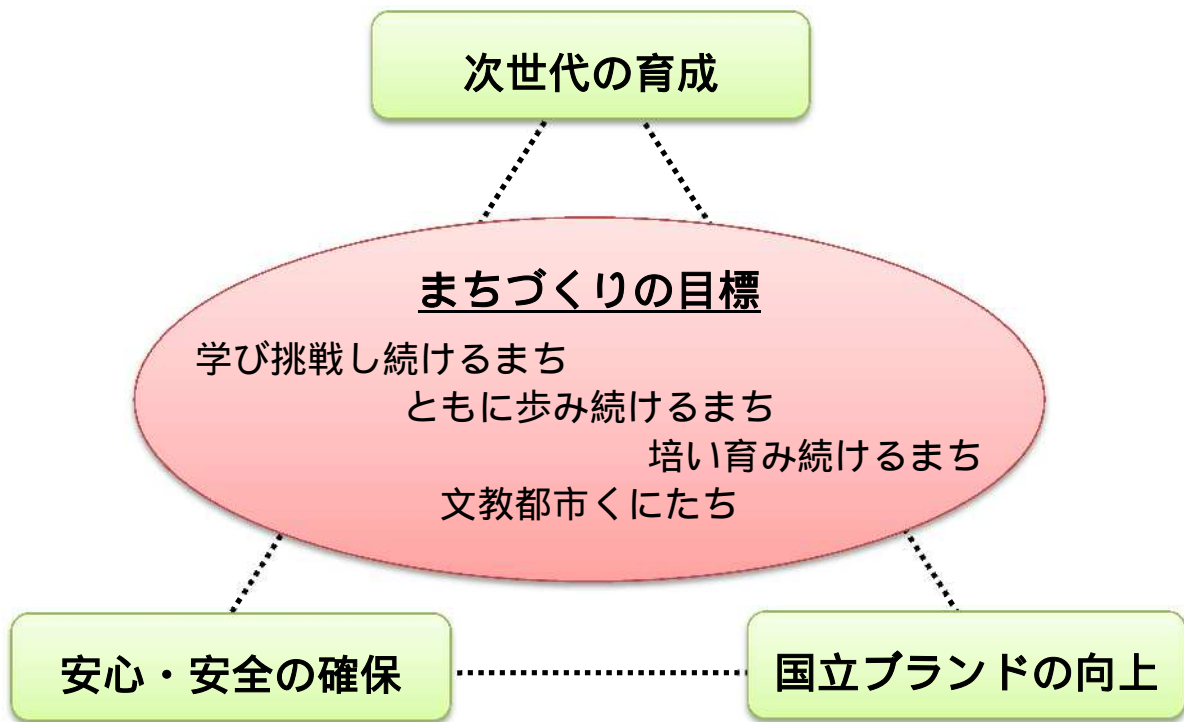 次世代の育成
まちづくりの目標
学び挑戦し続けるまち
ともに歩み続けるまち
培い育み続けるまち
文教都市くにたち
安心・安全の確保
国立ブランドの向上